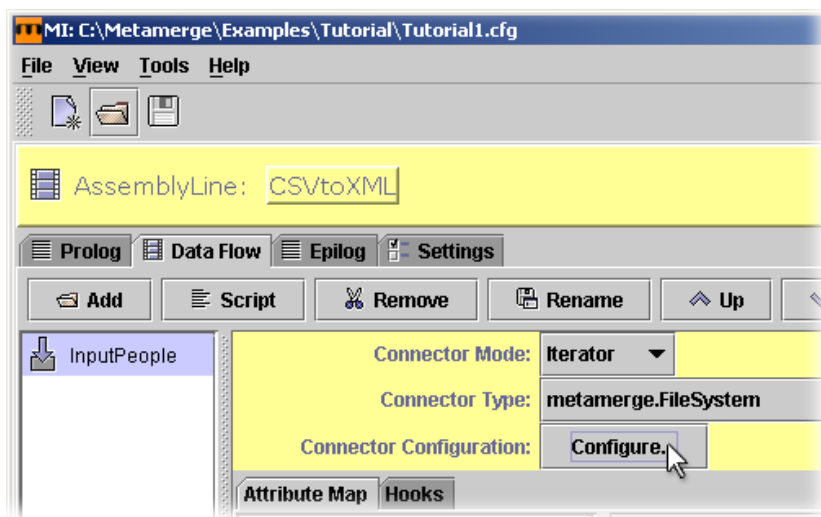 MI: C:\Metamerge\Examples\Tutorial\Tutorial1.cfg
File View Tools Help
AssemblyLine: CSVtoXML
Prolog Data Flow Epilog Settings
Add Script Remove Rename Up
InputPeople
Connector Mode: Iterator
Connector Type: metamerge.FileSystem
Connector Configuration: Configure..
Attribute Map Hooks